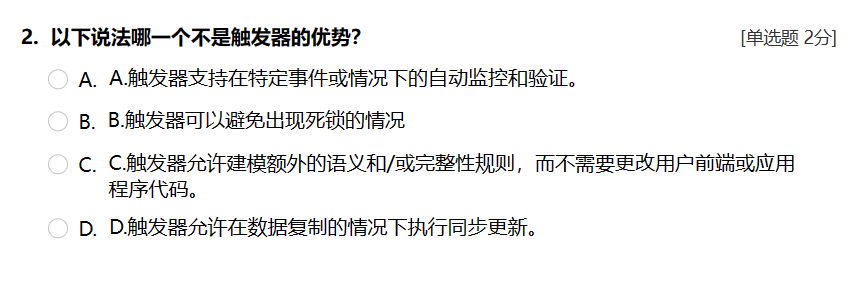 2. 以下说法哪一个不是触发器的优势? [单选题 2分]
A. A.触发器支持在特定事件或情况下的自动监控和验证。
B. B.触发器可以避免出现死锁的情况
C. C.触发器允许建模额外的语义和/或完整性规则，而不需要更改用户前端或应用
程序代码。
D. D.触发器允许在数据复制的情况下执行同步更新。